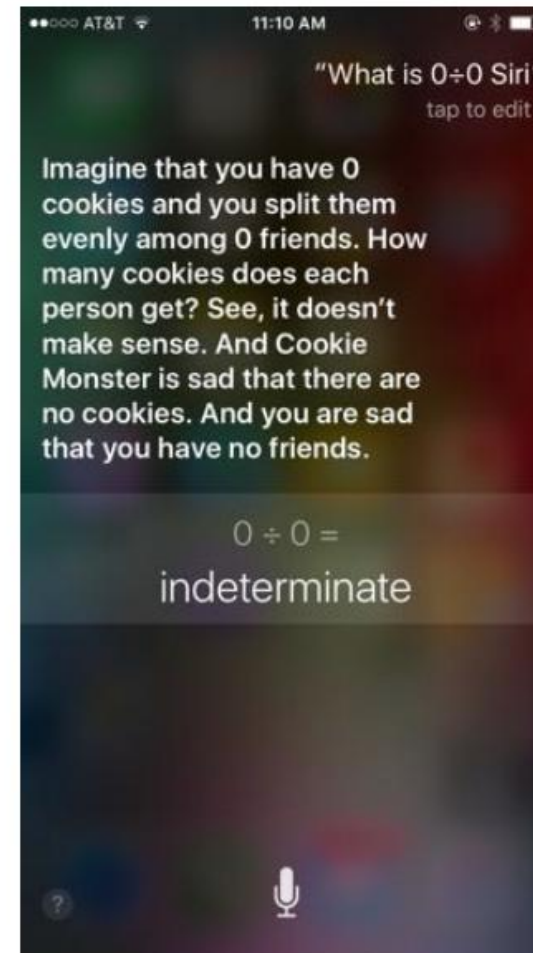 AT&T 11:10 AM
“What is 0÷0 Siri
tap to edit
Imagine that you have 0
cookies and you split them
evenly among 0 friends. How
many cookies does each
person get? See, it doesn’t
make sense. And Cookie
Monster is sad that there are
no cookies. And you are sad
that you have no friends.
0 ÷ 0 =
indeterminate
?